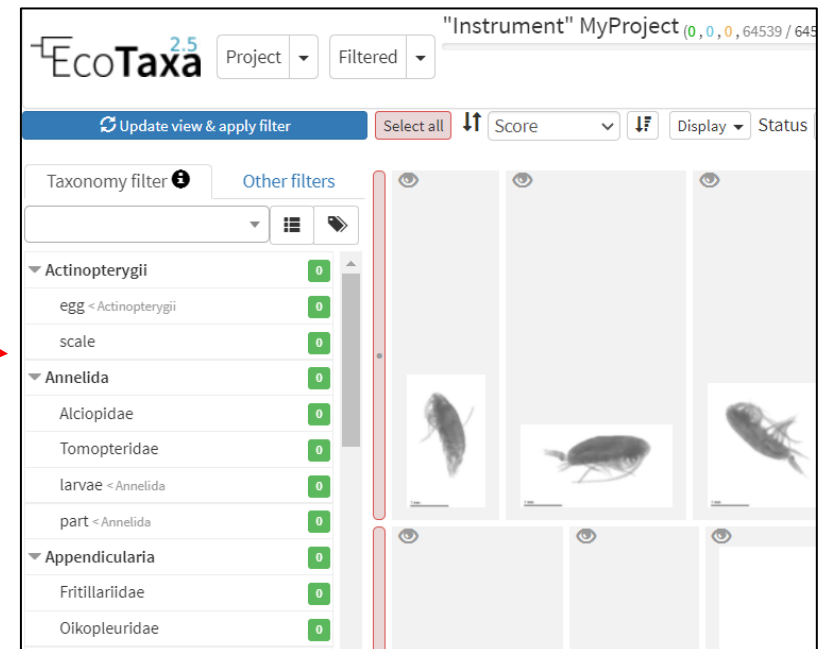 "Instrument" MyProject (0, 0, 0, 64539 / 645
EcoTaxa 2.5
Project
Filtered
Update view & apply filter
Select all
Score
Display
Status
Taxonomy filter
Other filters
Actinopterygii 0
egg < Actinopterygii 0
scale 0
Annelida 0
Alciopidae 0
Tomopteridae 0
larvae < Annelida 0
part < Annelida 0
Appendicularia 0
Fritillariidae 0
Oikopleuridae 0